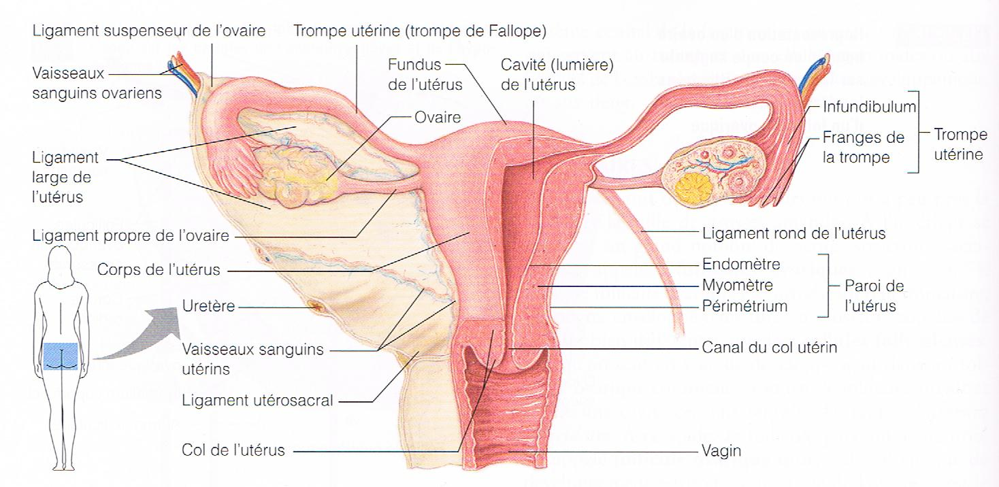 Ligament suspenseur de l'ovaire
Trompe utérine (trompe de Fallope)
Vaisseaux
sanguins ovariens
Fundus
de l'utérus
Cavité (lumière)
de l'utérus
Ovaire
Infundibulum
Franges de
la trompe
Trompe
utérine
Ligament
large de
l'utérus
Ligament propre de l'ovaire
Ligament rond de l'utérus
Corps de l'utérus
Endomètre
Myomètre
Périmétrium
Paroi de
l'utérus
Uretère
Vaisseaux sanguins
utérins
Canal du col utérin
Ligament utérosacral
Col de l'utérus
Vagin